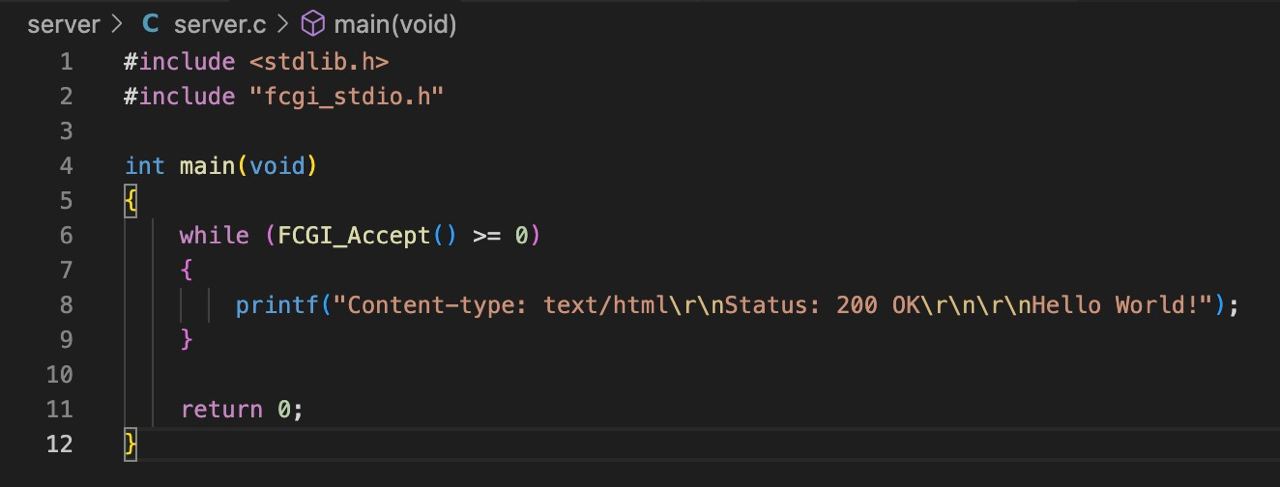 server > C server.c > main(void)
1 #include <stdlib.h>
2 #include "fcgi_stdio.h"
3
4 int main(void)
5 {
6     while (FCGI_Accept() >= 0)
7     {
8         printf("Content-type: text/html\r\nStatus: 200 OK\r\n\r\nHello World!");
9     }
10
11     return 0;
12 }